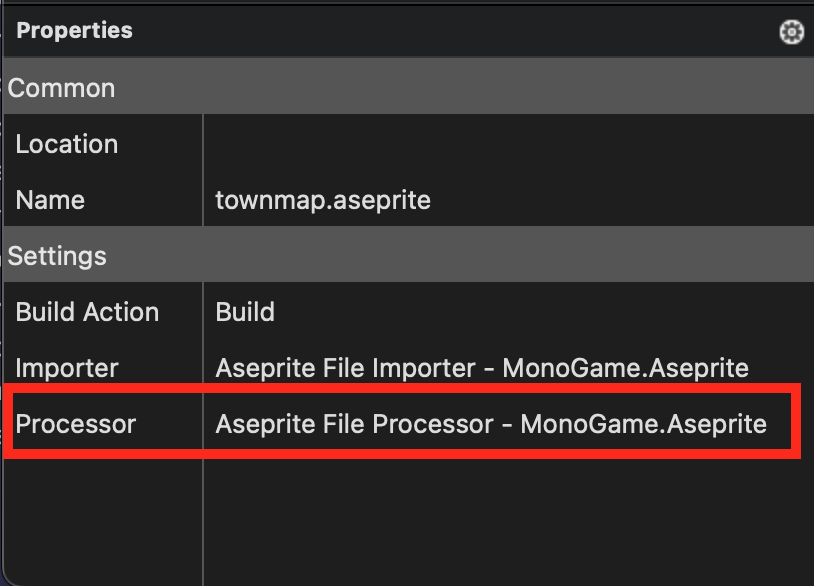 Properties
Common
Location
Name townmap.aseprite
Settings
Build Action Build
Importer Aseprite File Importer - MonoGame.Aseprite
Processor Aseprite File Processor - MonoGame.Aseprite